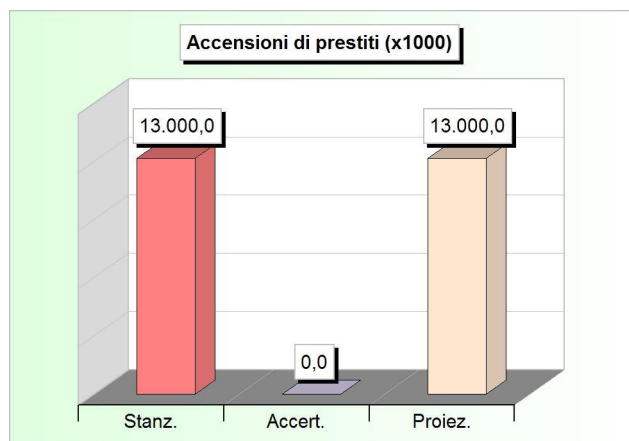 Accensioni di prestiti (x1000)
13.000,0
13.000,0
0,0
Stanz.
Accert.
Proiez.